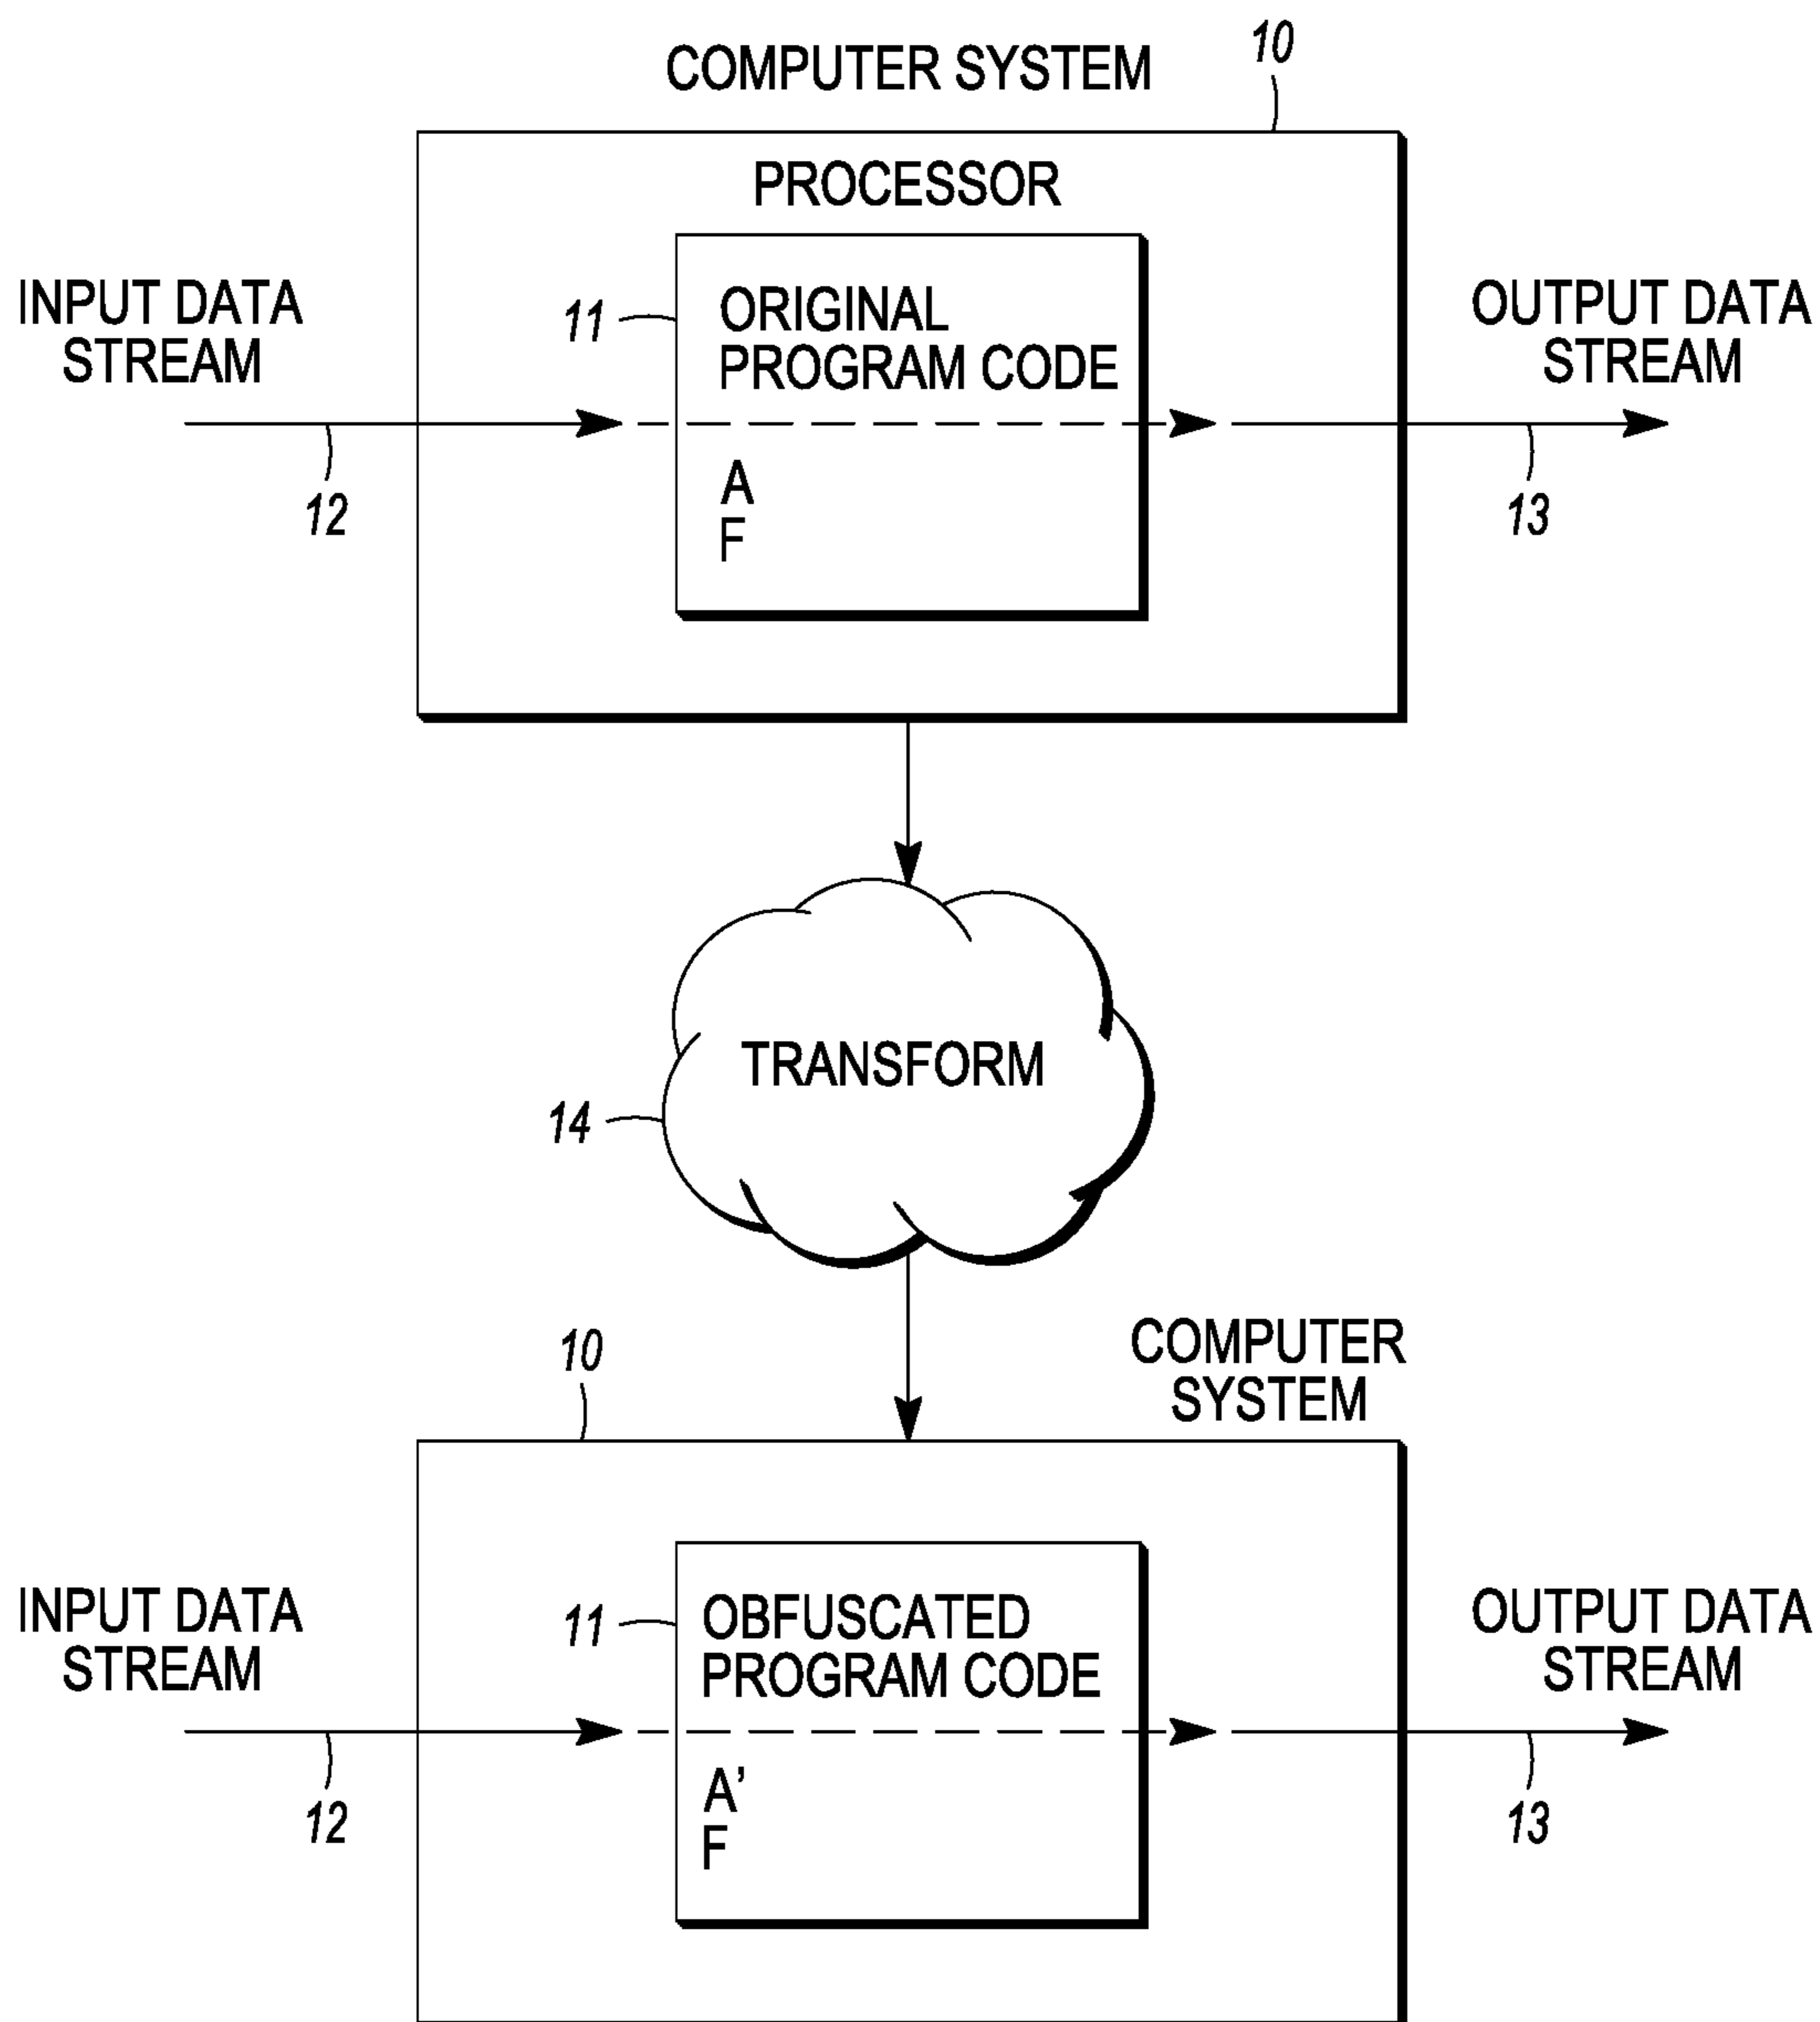 10
COMPUTER SYSTEM
PROCESSOR
INPUT DATA
STREAM
11
ORIGINAL
PROGRAM CODE
OUTPUT DATA
STREAM
12
A
F
13
TRANSFORM
14
10
COMPUTER
SYSTEM
INPUT DATA
STREAM
11
OBFUSCATED
PROGRAM CODE
OUTPUT DATA
STREAM
12
A'
F
13